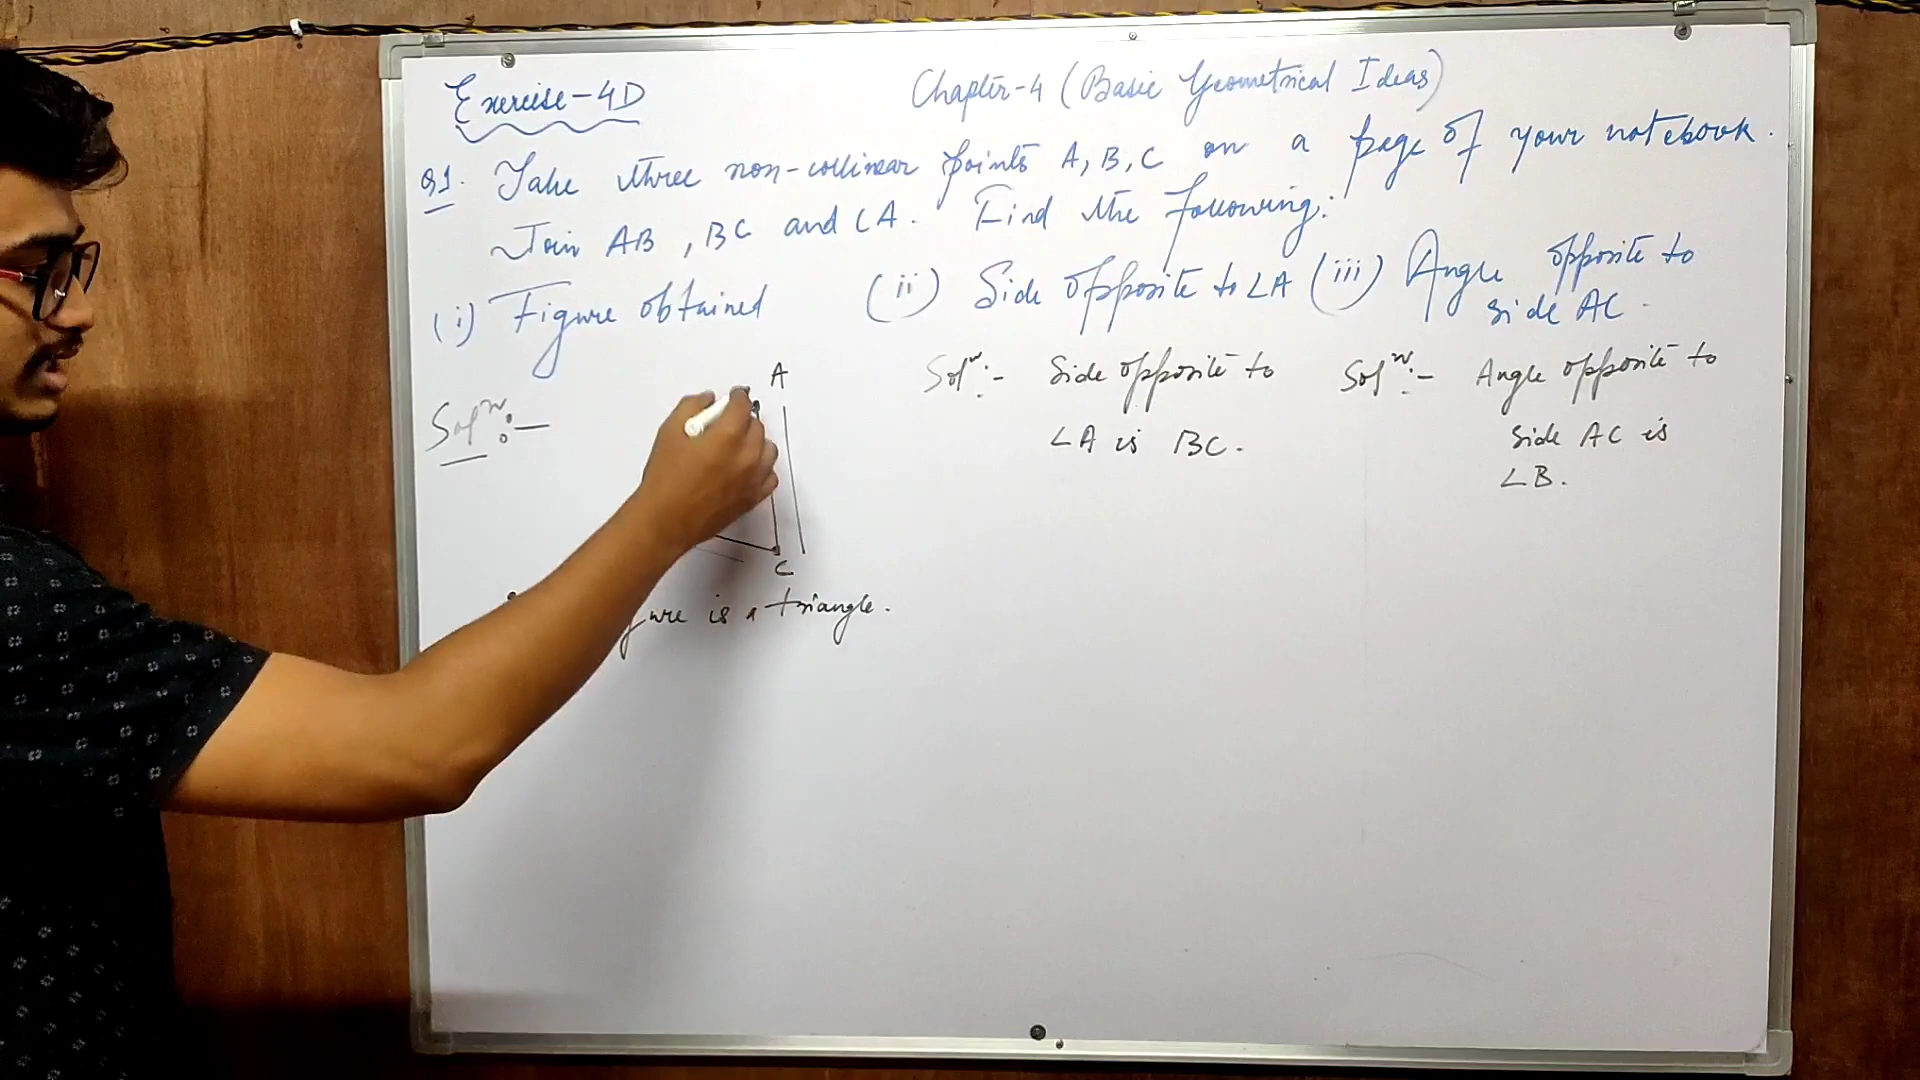 Exercise-4D
Chapter-4 (Basic Geometrical Ideas)
Q1. Take three non-collinear points A, B, C on a page of your notebook.
Join AB, BC and CA. Find the following:
(i) Figure obtained
(ii) Side opposite to ∠A
(iii) Angle opposite to
side AC.
Solⁿ:-
A
C
is a triangle.
Solⁿ:- Side opposite to
∠A is BC.
Solⁿ:- Angle opposite to
Side AC is
∠B.